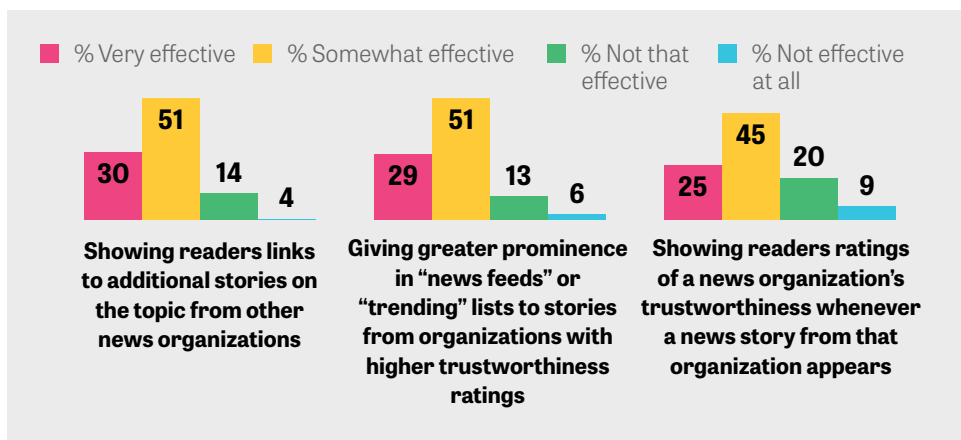 % Very effective
% Somewhat effective
% Not that
effective
% Not effective
at all
30
51
14
4
Showing readers links
to additional stories on
the topic from other
news organizations
29
51
13
6
Giving greater prominence
in “news feeds” or
“trending” lists to stories
from organizations with
higher trustworthiness
ratings
25
45
20
9
Showing readers ratings
of a news organization’s
trustworthiness whenever
a news story from that
organization appears